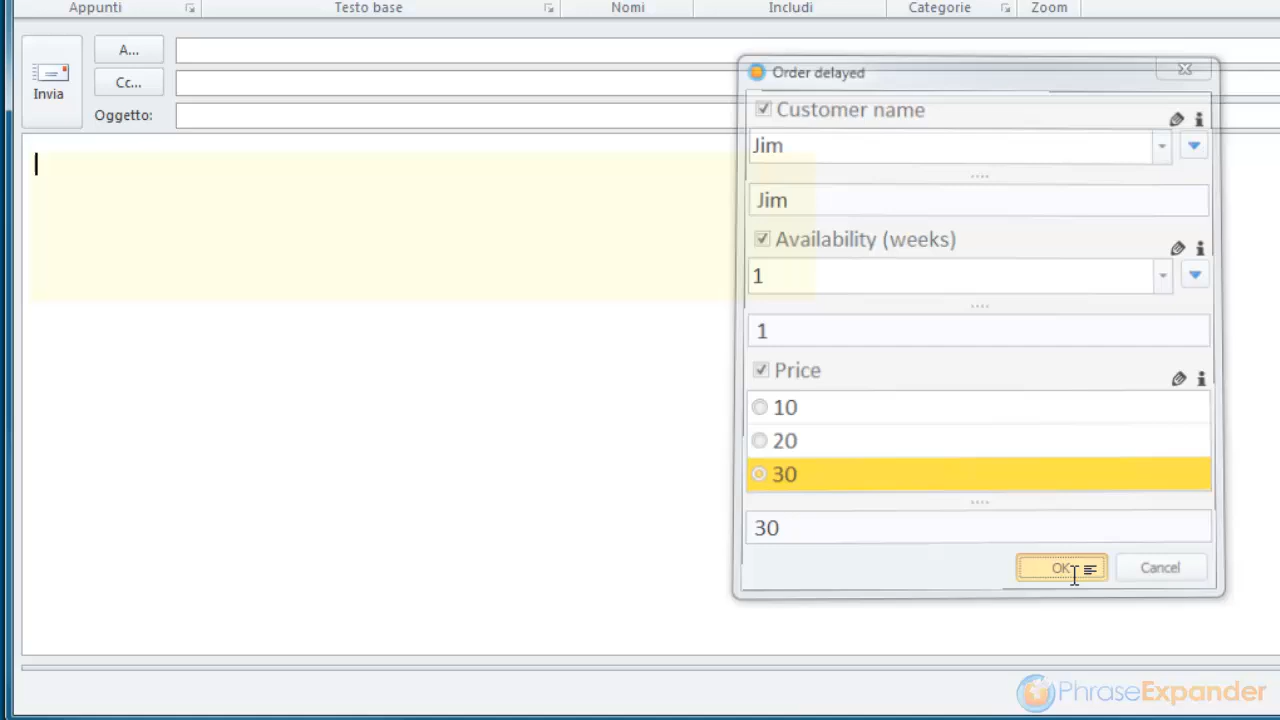 Appunti Testo base Nomi Includi Categorie Zoom
A...
Invia
Cc...
Oggetto:
Order delayed
Customer name
Jim
Jim
Availability (weeks)
1
1
Price
10
20
30
30
OK Cancel
PhraseExpander